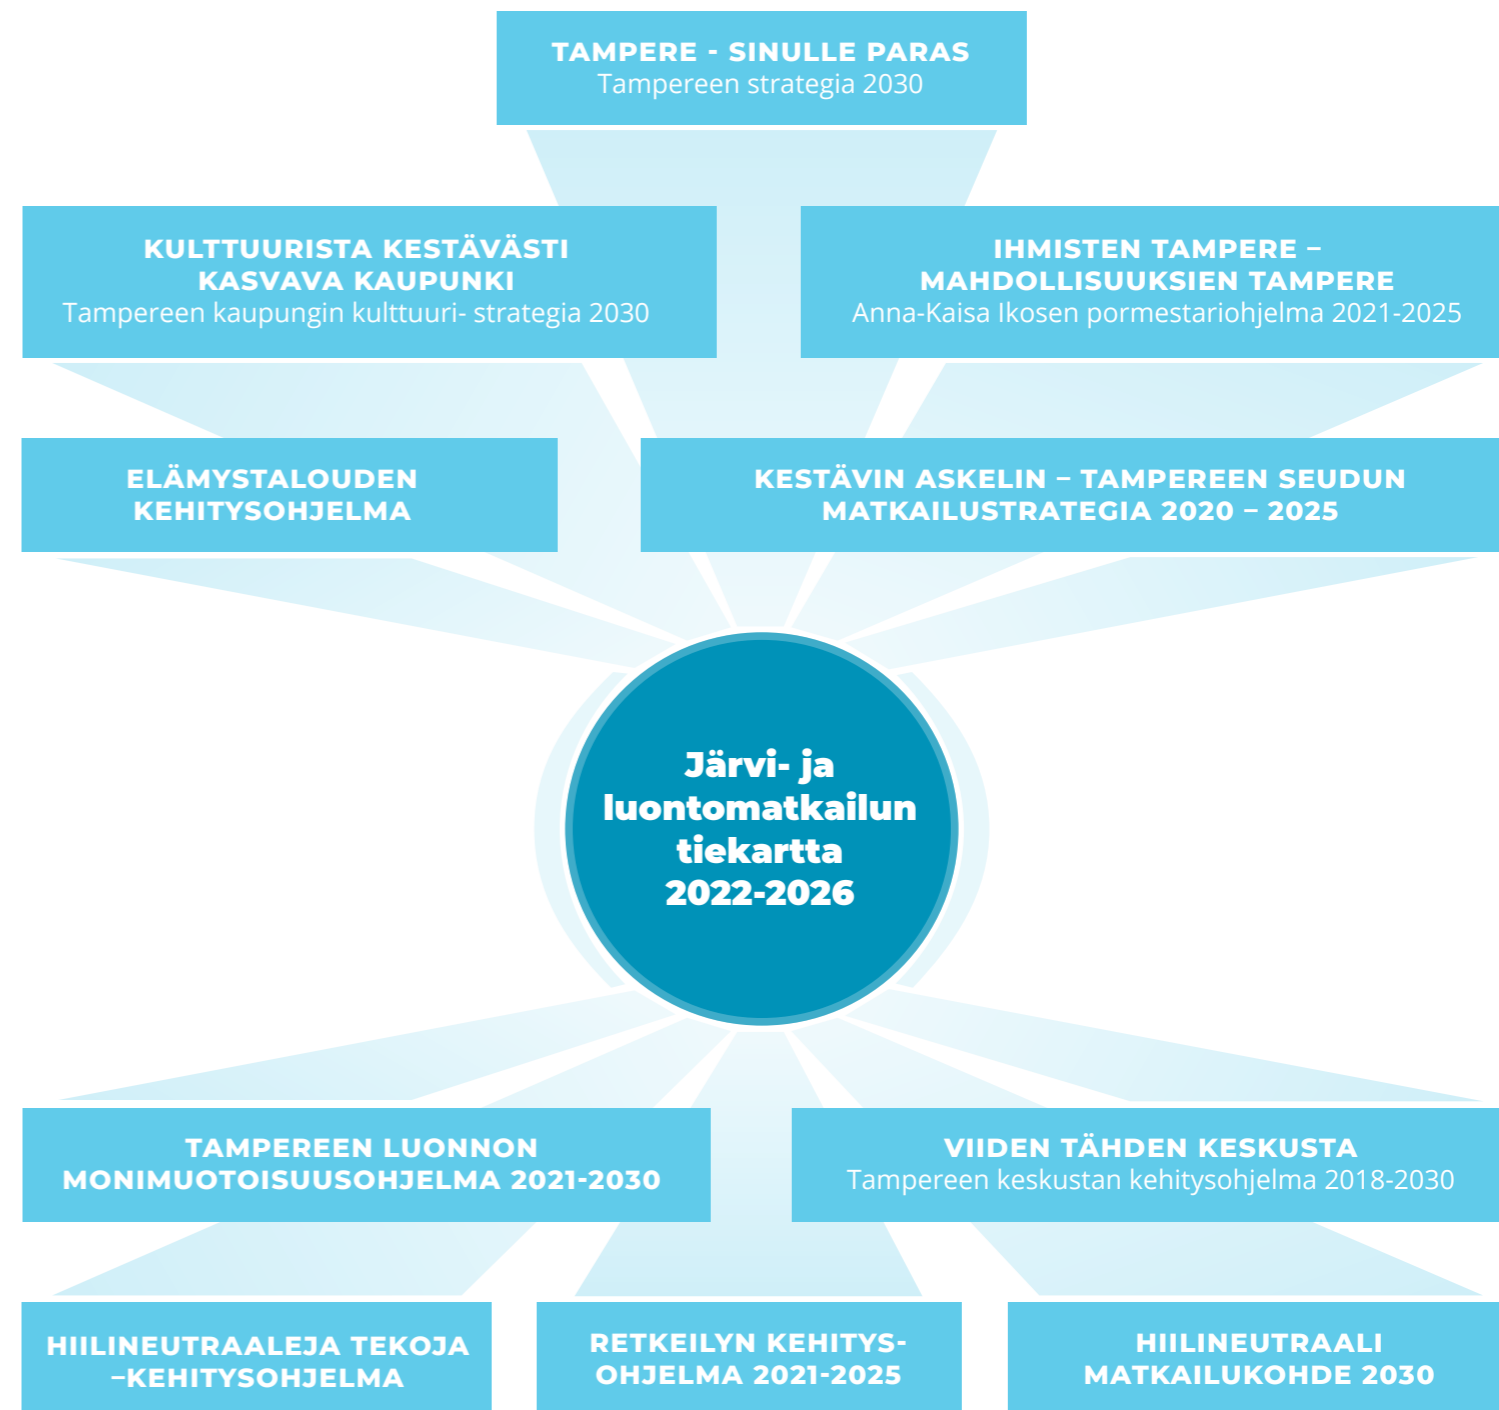 TAMPERE - SINULLE PARAS
Tampereen strategia 2030
KULTTUURISTA KESTÄVÄSTI
KASVAVA KAUPUNKI
Tampereen kaupungin kulttuuri- strategia 2030
IHMISTEN TAMPERE –
MAHDOLLISUUKSIEN TAMPERE
Anna-Kaisa Ikosen pormestariohjelma 2021-2025
ELÄMYSTALOUDEN
KEHITYSOHJELMA
KESTÄVIN ASKELIN – TAMPEREEN SEUDUN
MATKAILUSTRATEGIA 2020 – 2025
Järvi- ja
luontomatkailun
tiekartta
2022-2026
TAMPEREEN LUONNON
MONIMUOTOISUUSOHJELMA 2021-2030
VIIDEN TÄHDEN KESKUSTA
Tampereen keskustan kehitysohjelma 2018-2030
HIILINEUTRAALEJA TEKOJA
–KEHITYSOHJELMA
RETKEILYN KEHITYS-
OHJELMA 2021-2025
HIILINEUTRAALI
MATKAILUKOHDE 2030